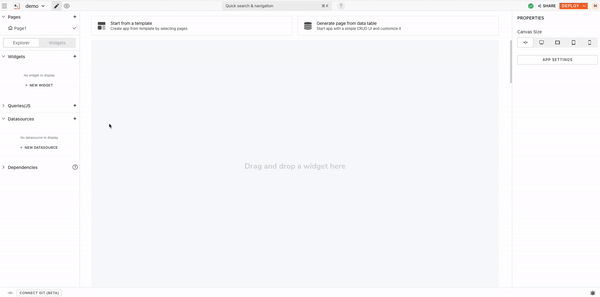 demo
Quick search & navigation
⌘K
SHARE
DEPLOY
M
Pages
Page1
Explorer
Widgets
Widgets
No widget to display
+ NEW WIDGET
Queries/JS
Datasources
No datasource to display
+ NEW DATASOURCE
Dependencies
Start from a template
Create app from template by selecting pages
Generate page from data table
Start app with a simple CRUD UI and customize it
Drag and drop a widget here
PROPERTIES
Canvas Size
APP SETTINGS
CONNECT GIT (BETA)